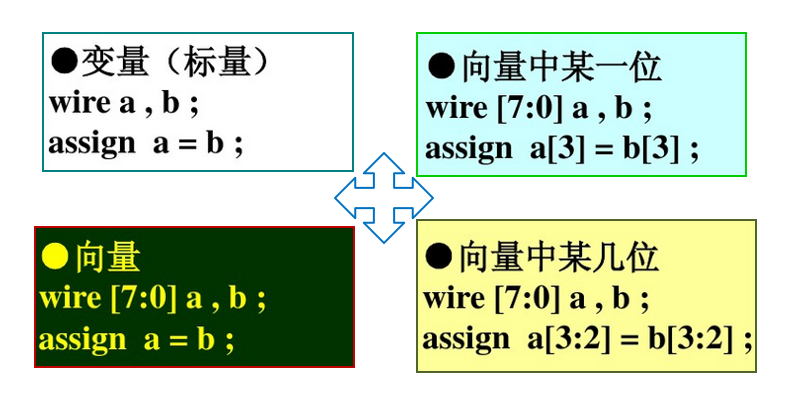 ●变量（标量）
wire a , b ;
assign  a = b ;
●向量中某一位
wire [7:0] a , b ;
assign  a[3] = b[3] ;
●向量
wire [7:0] a , b ;
assign  a = b ;
●向量中某几位
wire [7:0] a , b ;
assign  a[3:2] = b[3:2] ;